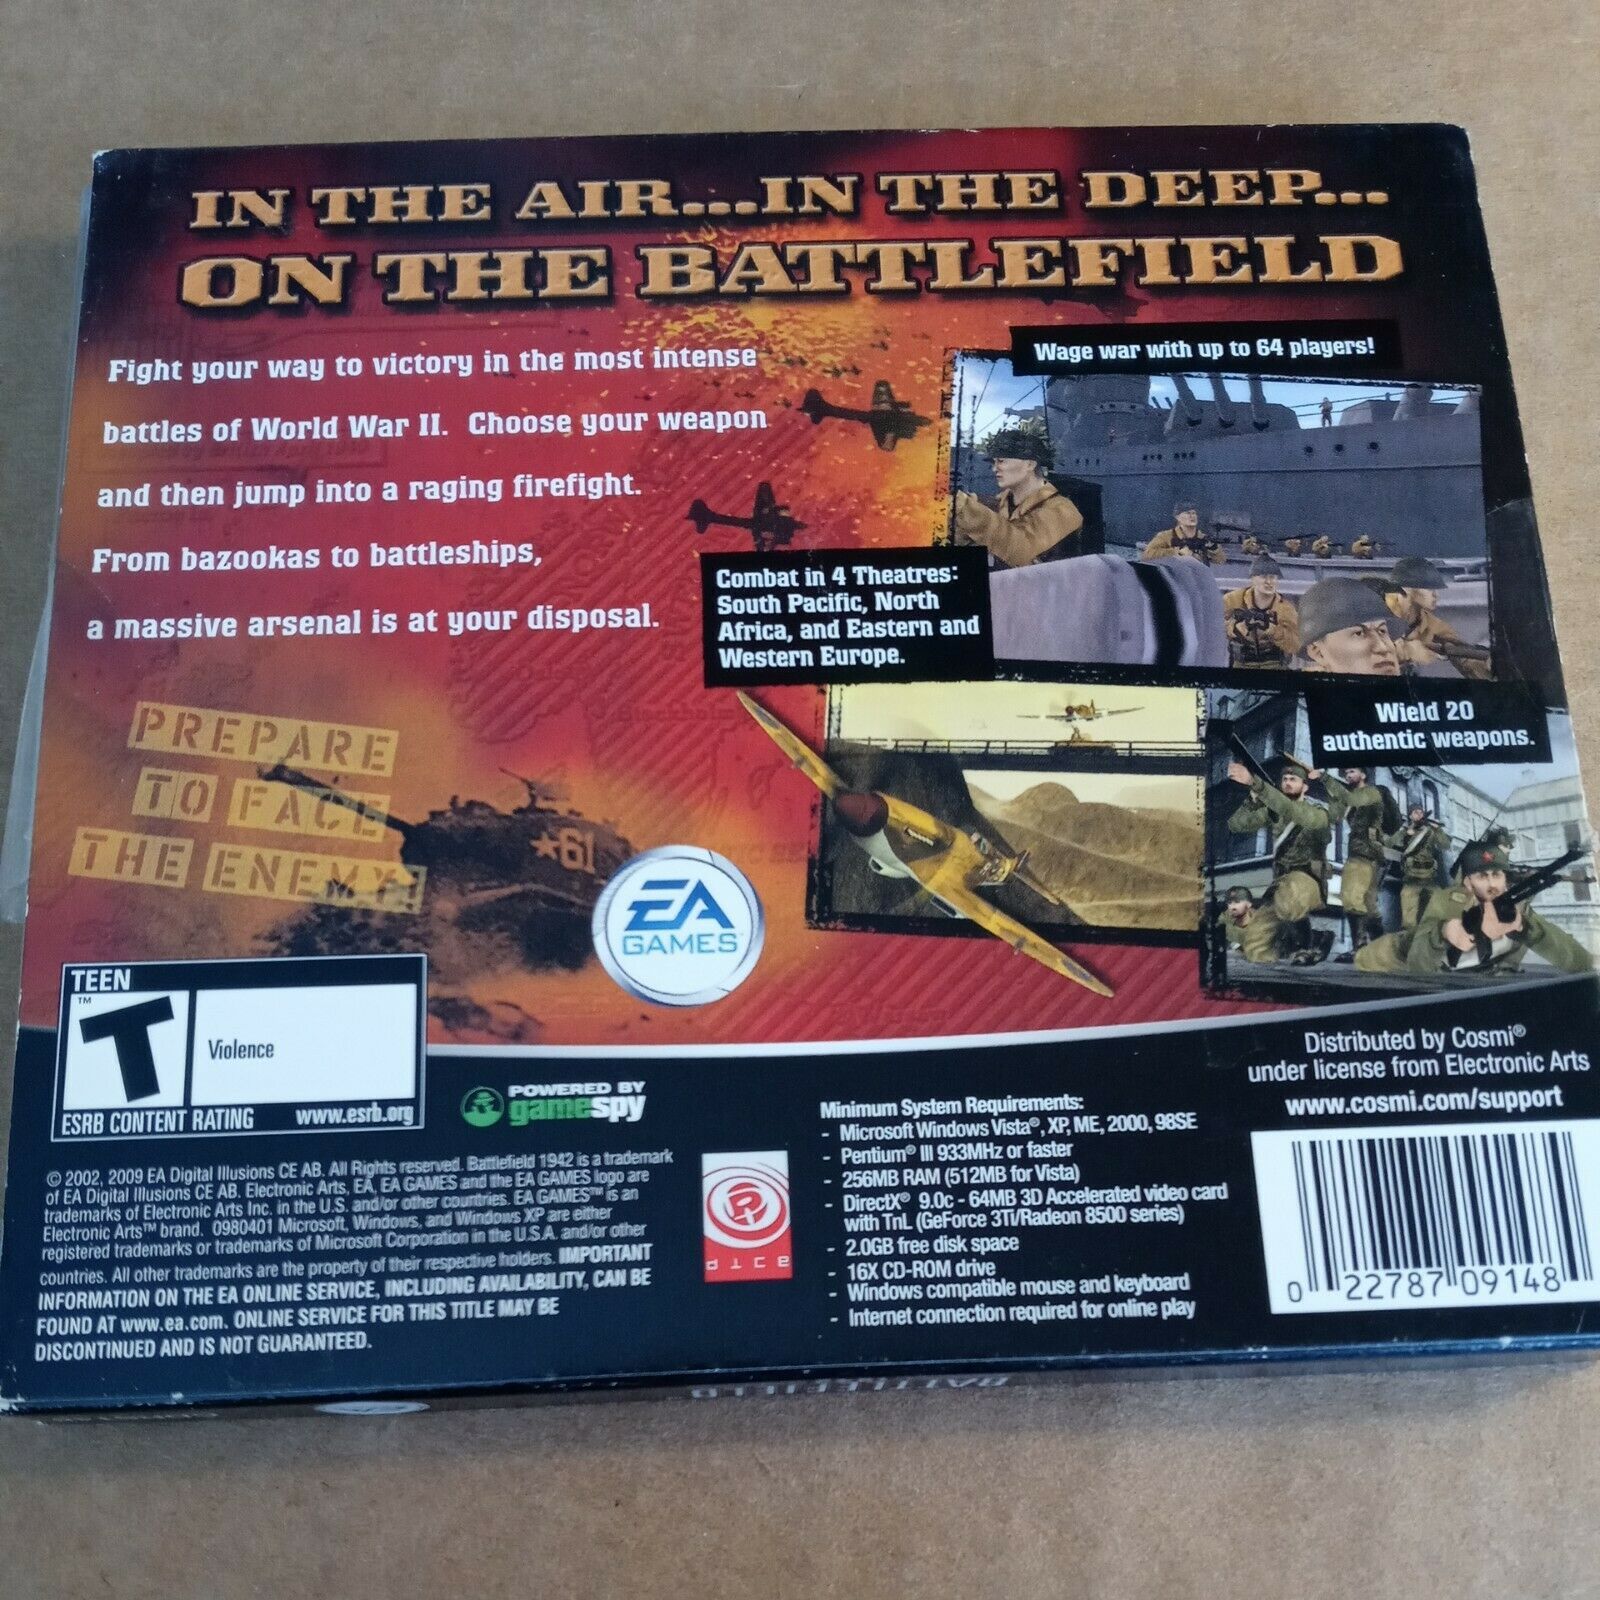 IN THE AIR...IN THE DEEP...
ON THE BATTLEFIELD
Fight your way to victory in the most intense
battles of World War II. Choose your weapon
and then jump into a raging firefight.
From bazookas to battleships,
a massive arsenal is at your disposal.
Wage war with up to 64 players!
Combat in 4 Theatres:
South Pacific, North
Africa, and Eastern and
Western Europe.
Wield 20
authentic weapons.
PREPARE
TO FACE
THE ENEMY!
61
EA
GAMES™
TEEN
T™
Violence
ESRB CONTENT RATING www.esrb.org
POWERED BY
gamespy
© 2002, 2009 EA Digital Illusions CE AB. All Rights reserved. Battlefield 1942 is a trademark
of EA Digital Illusions CE AB. Electronic Arts, EA, EA GAMES and the EA GAMES logo are
trademarks of Electronic Arts Inc. in the U.S. and/or other countries. EA GAMES™ is an
Electronic Arts™ brand. 0980401 Microsoft, Windows, and Windows XP are either
registered trademarks or trademarks of Microsoft Corporation in the U.S.A. and/or other
countries. All other trademarks are the property of their respective holders. IMPORTANT
INFORMATION ON THE EA ONLINE SERVICE, INCLUDING AVAILABILITY, CAN BE
FOUND AT www.ea.com. ONLINE SERVICE FOR THIS TITLE MAY BE
DISCONTINUED AND IS NOT GUARANTEED.
DICE
Minimum System Requirements:
- Microsoft Windows Vista®, XP, ME, 2000, 98SE
- Pentium® III 933MHz or faster
- 256MB RAM (512MB for Vista)
- DirectX® 9.0c - 64MB 3D Accelerated video card
with TnL (GeForce 3Ti/Radeon 8500 series)
- 2.0GB free disk space
- 16X CD-ROM drive
- Windows compatible mouse and keyboard
- Internet connection required for online play
Distributed by Cosmi®
under license from Electronic Arts
www.cosmi.com/support
0 22787 09148